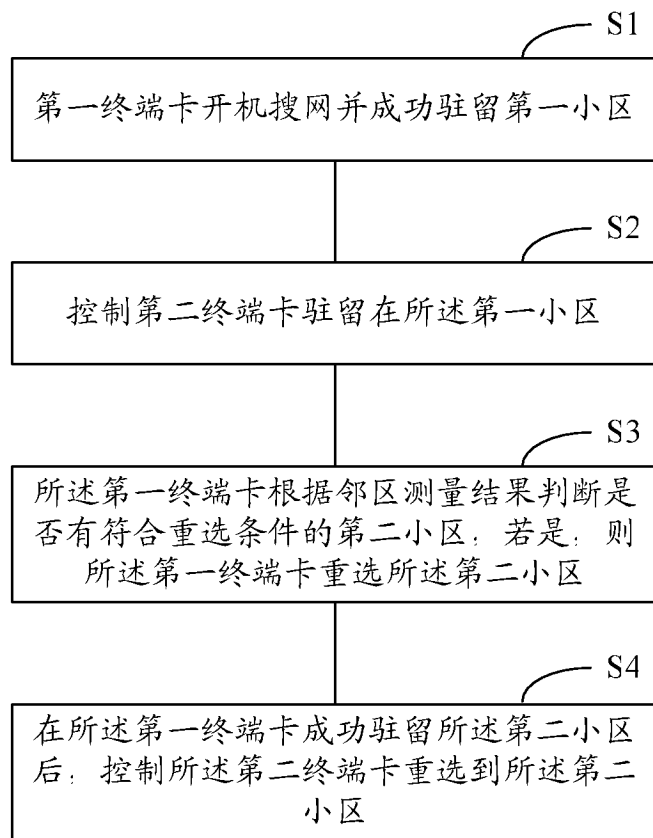 S1
第一终端卡开机搜网并成功驻留第一小区
S2
控制第二终端卡驻留在所述第一小区
S3
所述第一终端卡根据邻区测量结果判断是
否有符合重选条件的第二小区,若是,则
所述第一终端卡重选所述第二小区
S4
在所述第一终端卡成功驻留所述第二小区
后,控制所述第二终端卡重选到所述第二
小区